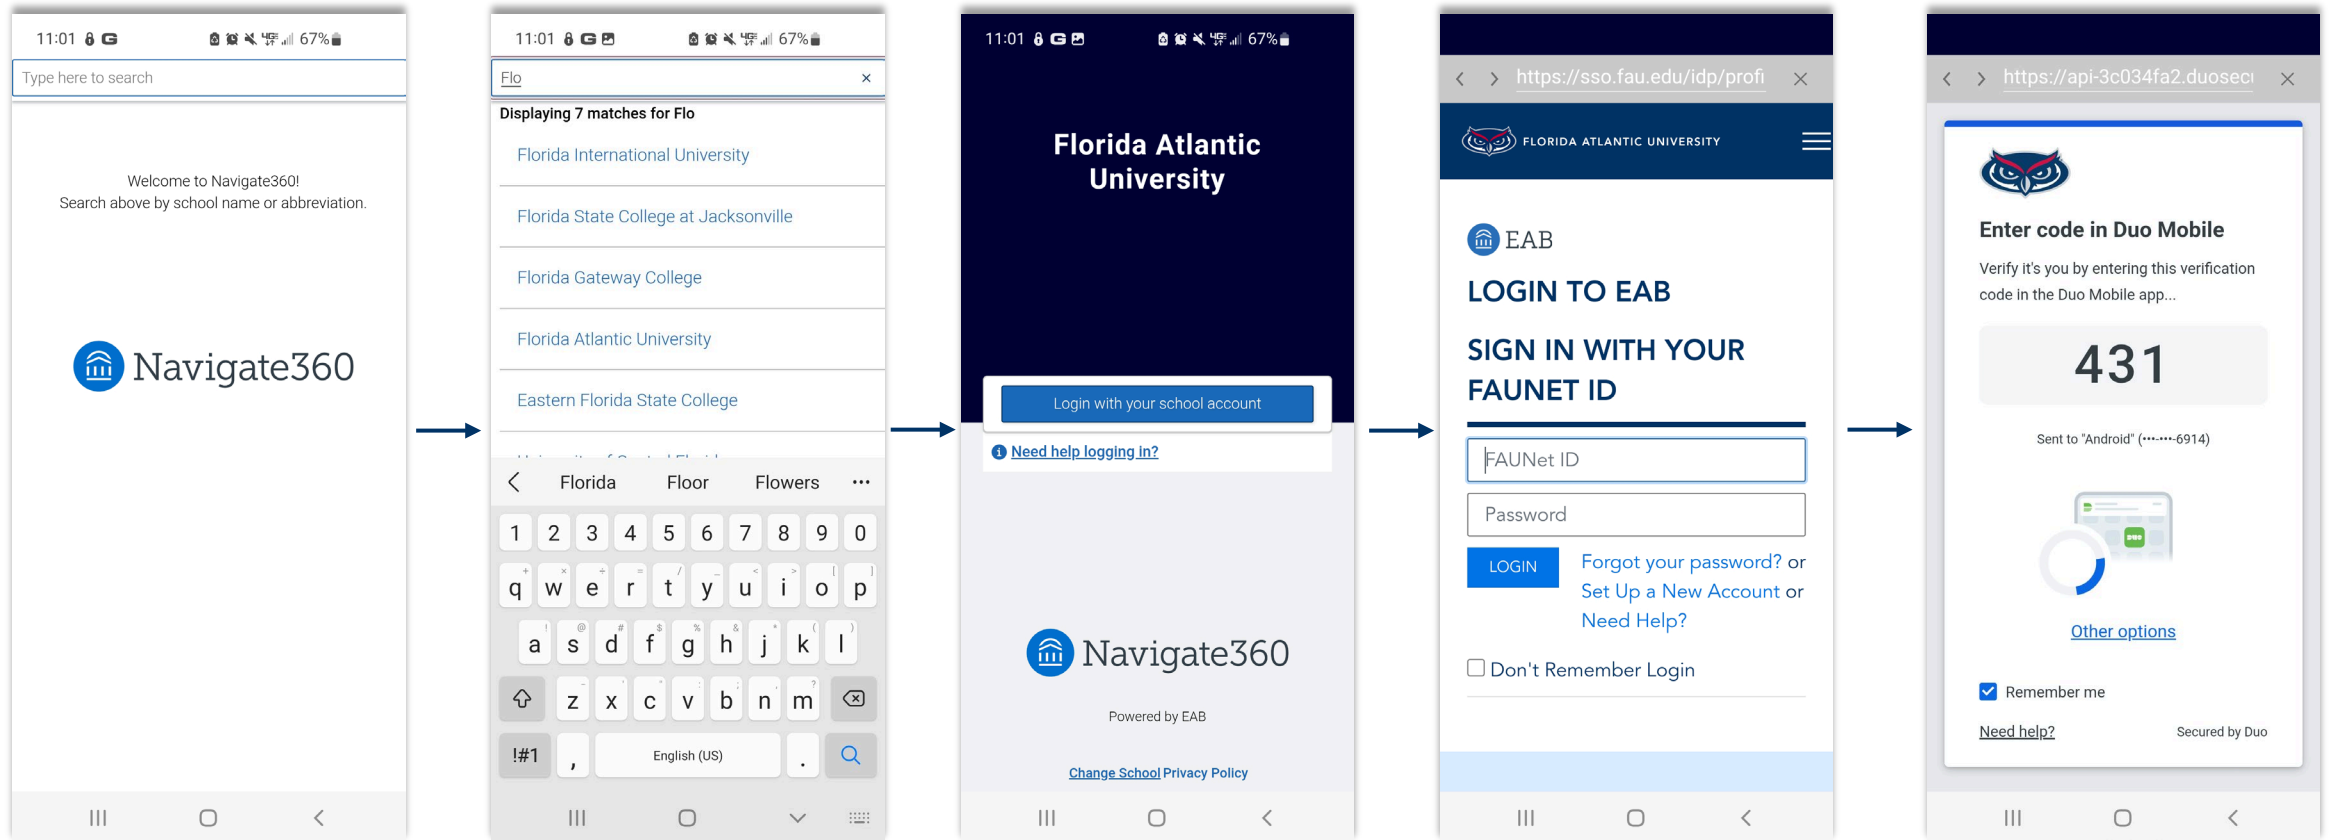 11:01 G 67%
Type here to search
Welcome to Navigate360!
Search above by school name or abbreviation.
Navigate360
11:01 G 67%
Flo ×
Displaying 7 matches for Flo
Florida International University
Florida State College at Jacksonville
Florida Gateway College
Florida Atlantic University
Eastern Florida State College
Florida Floor Flowers ...
1 2 3 4 5 6 7 8 9 0
q w e r t y u i o p
a s d f g h j k l
z x c v b n m
!#1 , English (US) .
11:01 G 67%
Florida Atlantic
University
Login with your school account
Need help logging in?
Navigate360
Powered by EAB
Change School Privacy Policy
https://sso.fau.edu/idp/profi
FLORIDA ATLANTIC UNIVERSITY
EAB
LOGIN TO EAB
SIGN IN WITH YOUR
FAUNET ID
FAUNet ID
Password
LOGIN Forgot your password? or
Set Up a New Account or
Need Help?
Don't Remember Login
https://api-3c034fa2.duosecu
Enter code in Duo Mobile
Verify it's you by entering this verification
code in the Duo Mobile app...
431
Sent to "Android" (•••-•••-6914)
DUO
Other options
Remember me
Need help? Secured by Duo